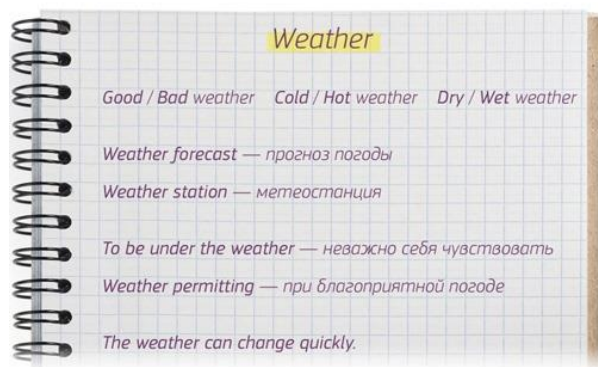 Weather
Good / Bad weather Cold / Hot weather Dry / Wet weather
Weather forecast — прогноз погоды
Weather station — метеостанция
To be under the weather — неважно себя чувствовать
Weather permitting — при благоприятной погоде
The weather can change quickly.